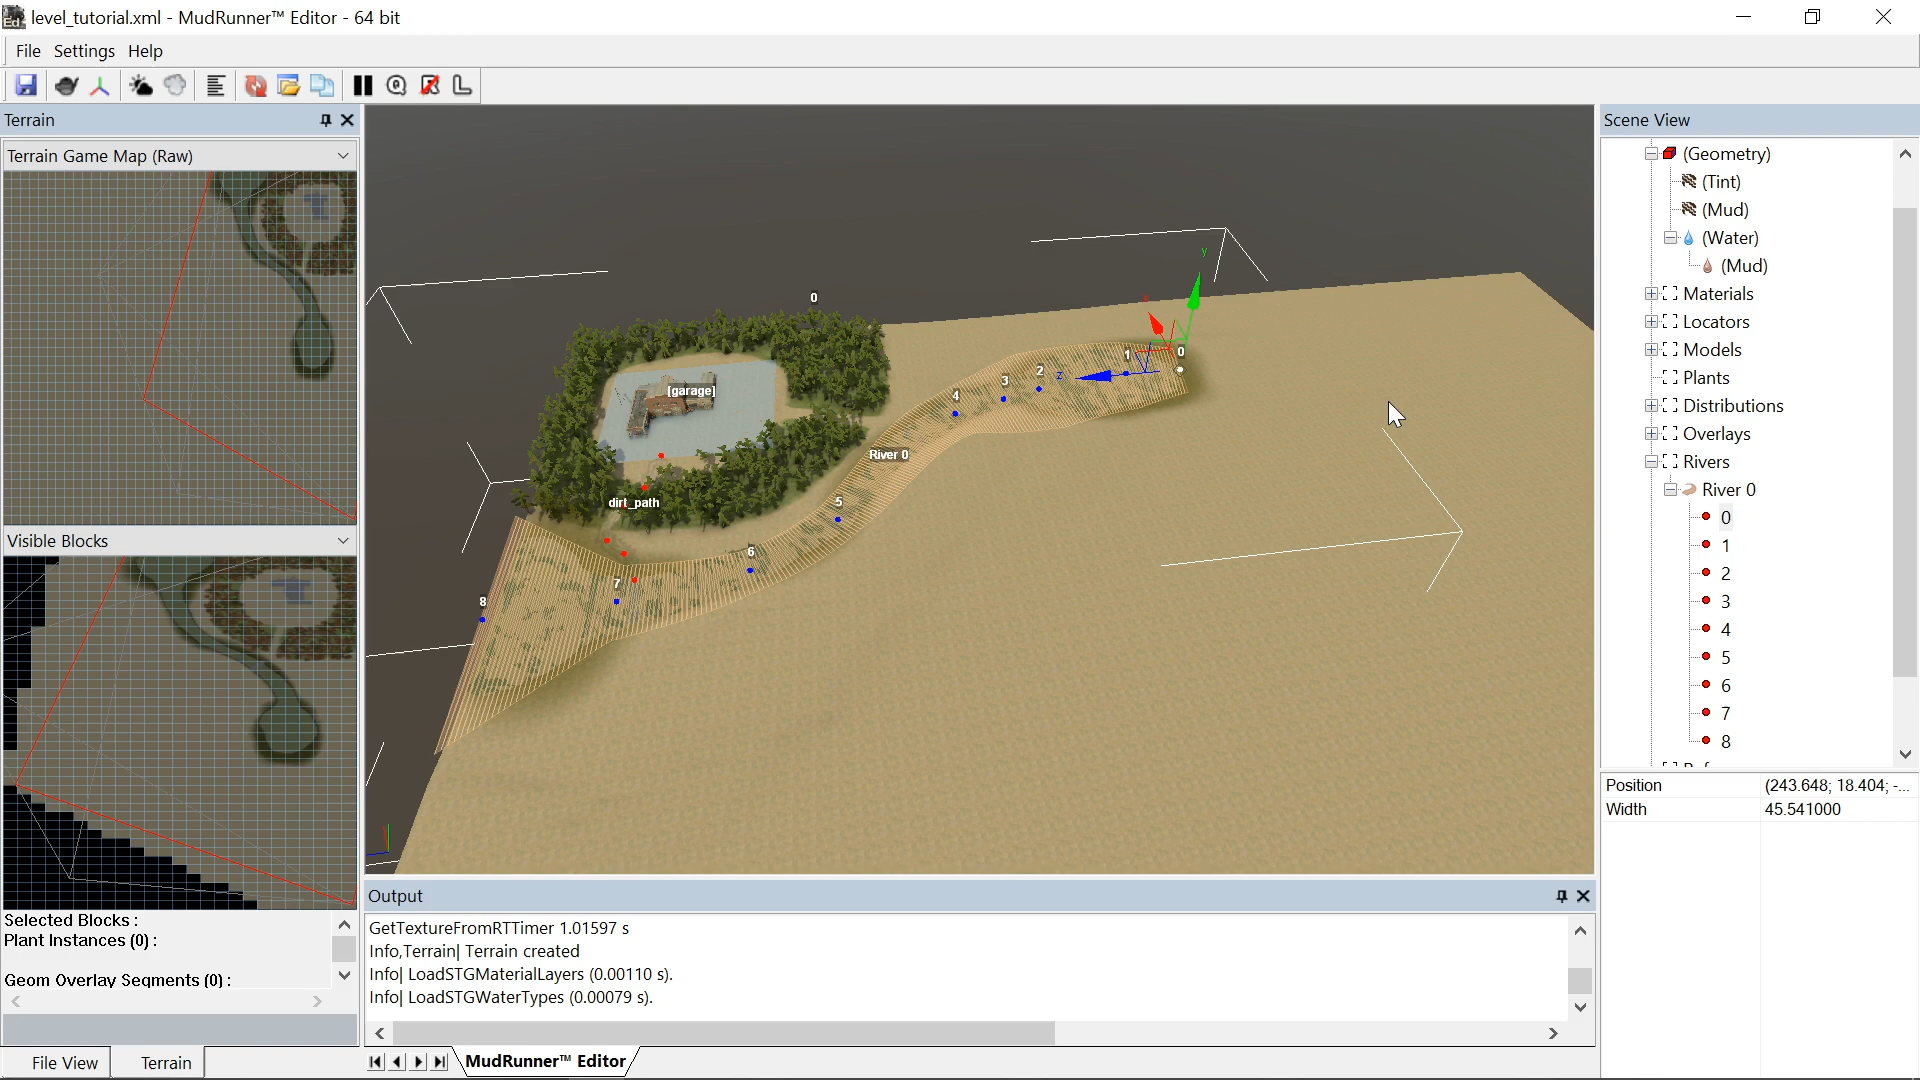 level_tutorial.xml - MudRunner™ Editor - 64 bit
File Settings Help
Terrain
Terrain Game Map (Raw)
Visible Blocks
Selected Blocks :
Plant Instances (0) :
Geom Overlay Segments (0) :
File View
Terrain
0
[garage]
dirt_path
River 0
y
z
0
1
2
3
4
5
6
7
8
Output
GetTextureFromRTTimer 1.01597 s
Info,Terrain| Terrain created
Info| LoadSTGMaterialLayers (0.00110 s).
Info| LoadSTGWaterTypes (0.00079 s).
MudRunner™ Editor
Scene View
(Geometry)
(Tint)
(Mud)
(Water)
(Mud)
Materials
Locators
Models
Plants
Distributions
Overlays
Rivers
River 0
0
1
2
3
4
5
6
7
8
Position (243.648; 18.404; -...
Width 45.541000